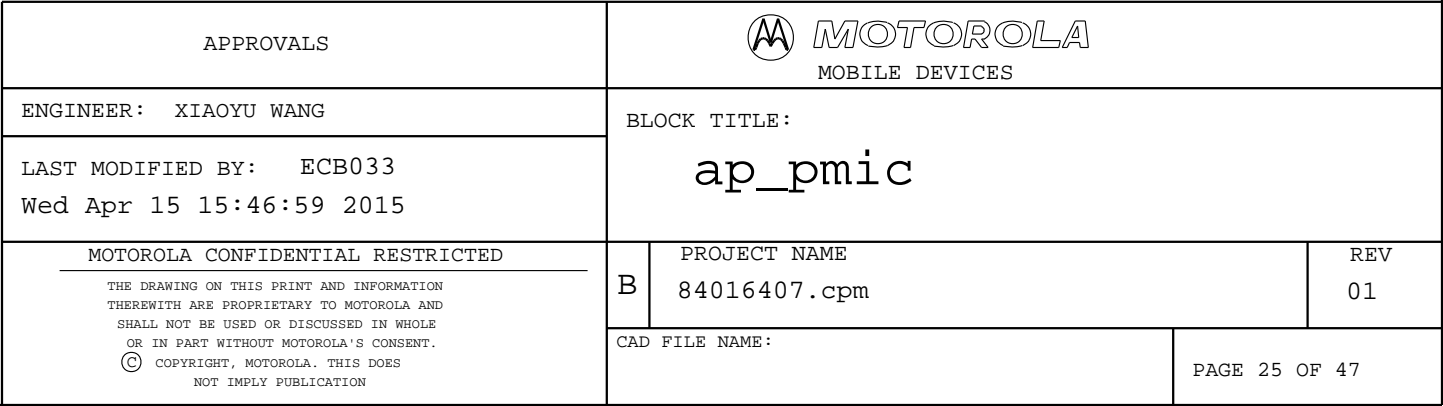 APPROVALS
MOTOROLA
MOBILE DEVICES
ENGINEER: XIAOYU WANG
BLOCK TITLE:
ap_pmic
LAST MODIFIED BY: ECB033
Wed Apr 15 15:46:59 2015
MOTOROLA CONFIDENTIAL RESTRICTED
THE DRAWING ON THIS PRINT AND INFORMATION
THEREWITH ARE PROPRIETARY TO MOTOROLA AND
SHALL NOT BE USED OR DISCUSSED IN WHOLE
OR IN PART WITHOUT MOTOROLA'S CONSENT.
© COPYRIGHT, MOTOROLA. THIS DOES
NOT IMPLY PUBLICATION
B
PROJECT NAME
84016407.cpm
REV
01
CAD FILE NAME:
PAGE 25 OF 47